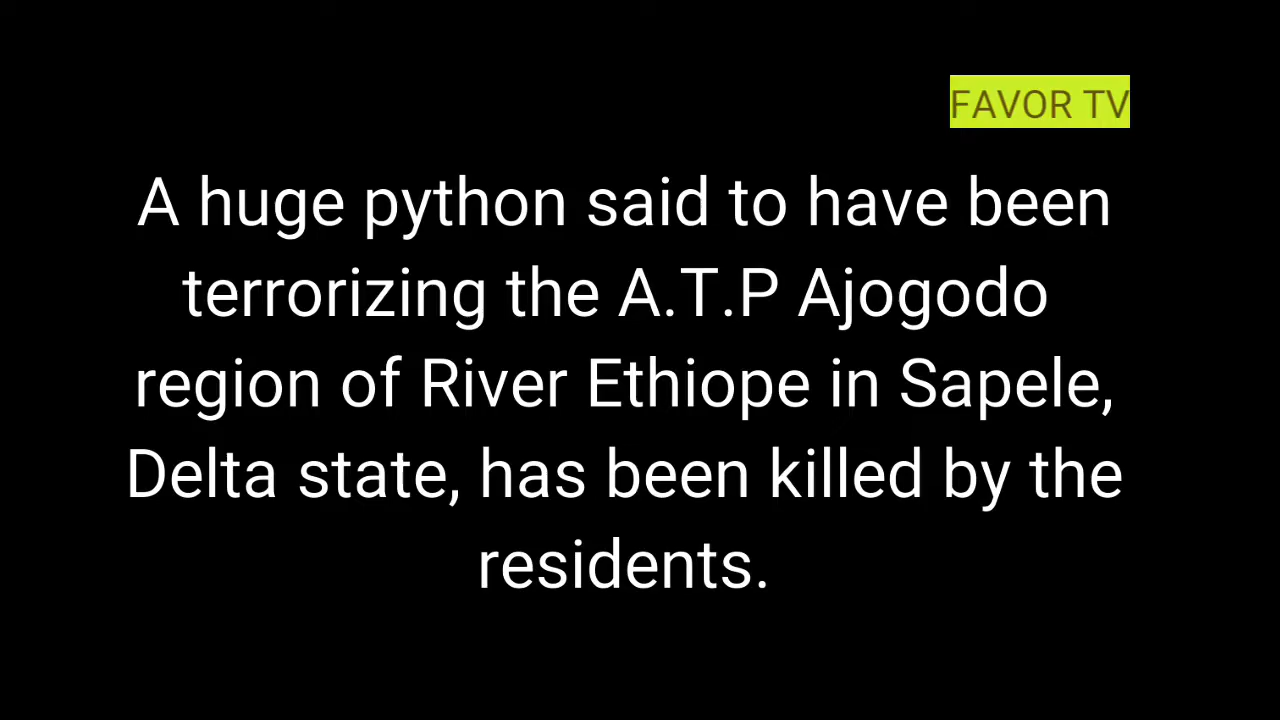 FAVOR TV
A huge python said to have been
terrorizing the A.T.P Ajogodo
region of River Ethiope in Sapele,
Delta state, has been killed by the
residents.